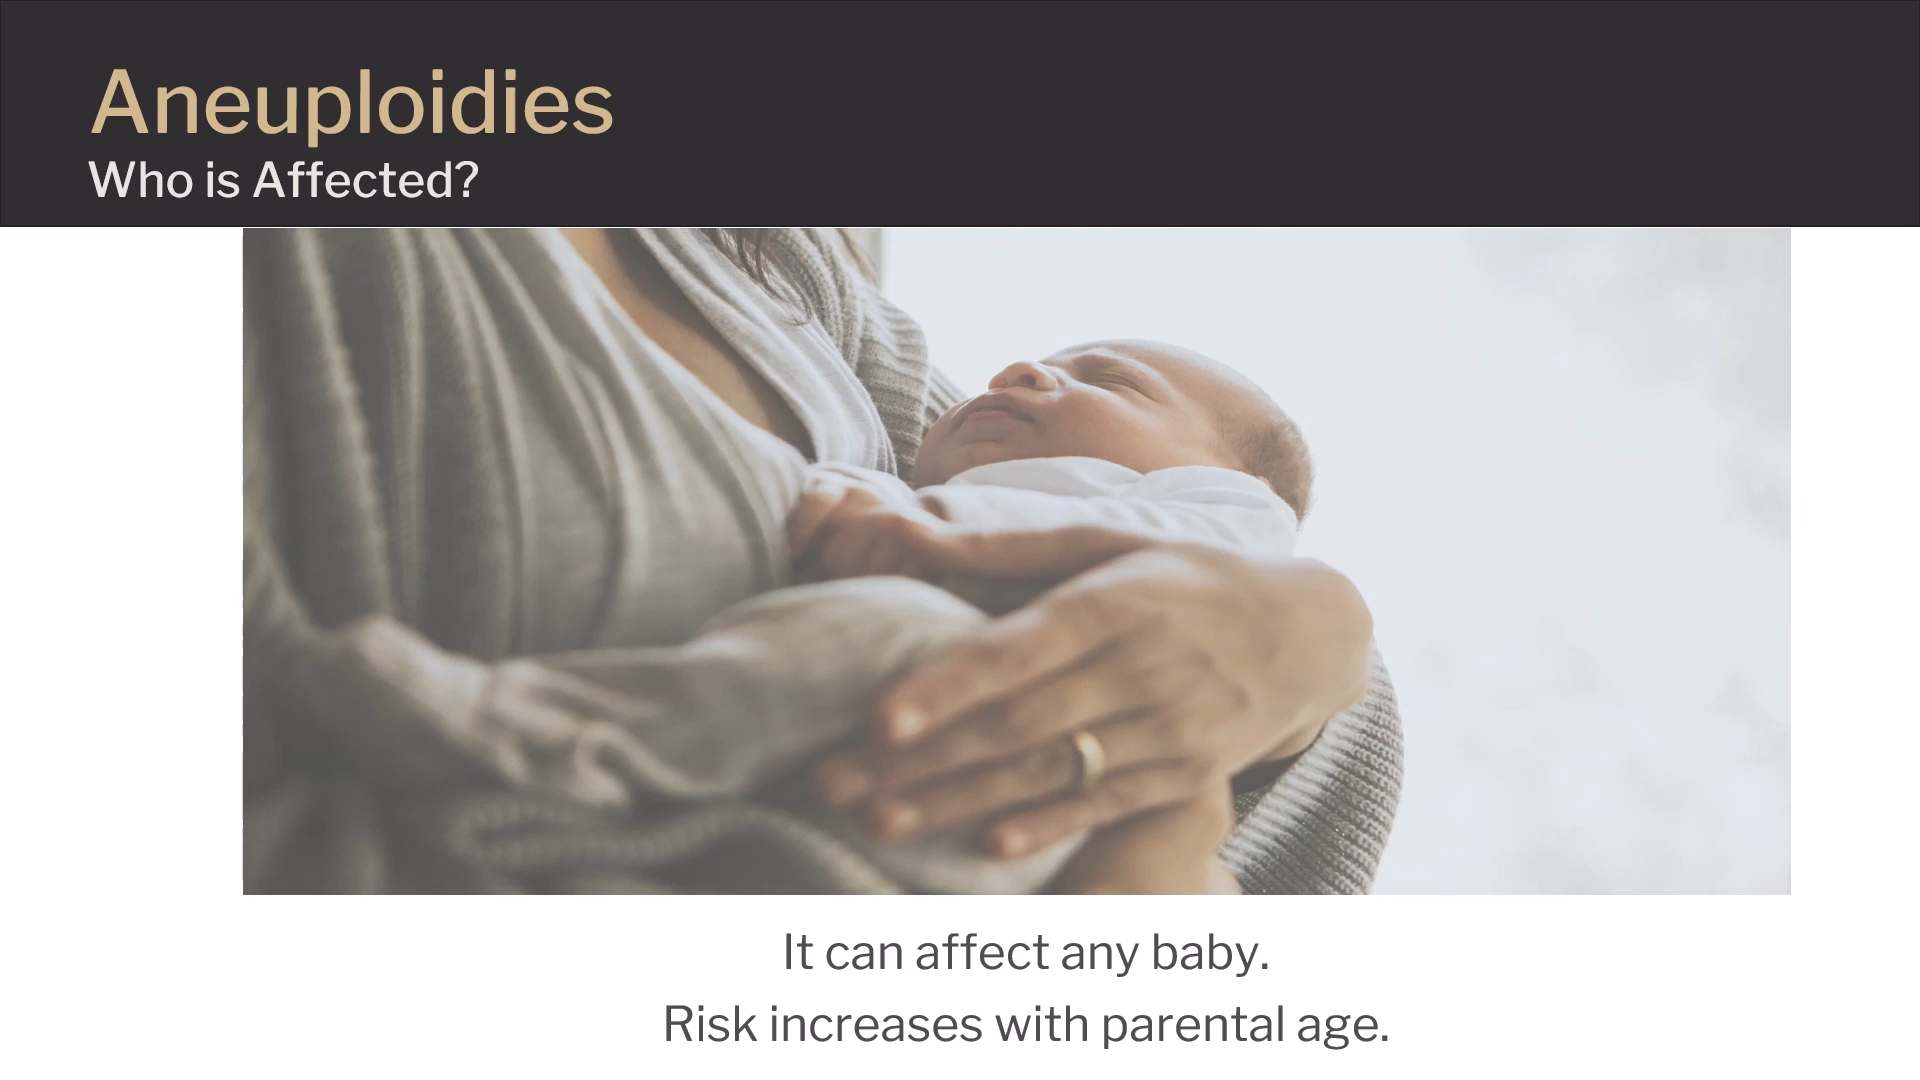 Aneuploidies
Who is Affected?
It can affect any baby.
Risk increases with parental age.